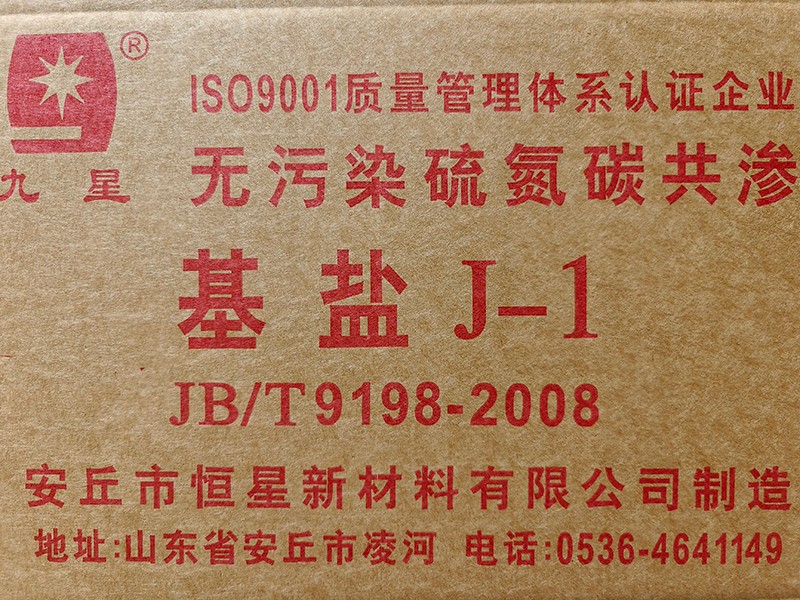 ®
九星
ISO9001质量管理体系认证企业
无污染硫氮碳共渗
基盐 J-1
JB/T9198-2008
安丘市恒星新材料有限公司制造
地址:山东省安丘市凌河 电话:0536-4641149